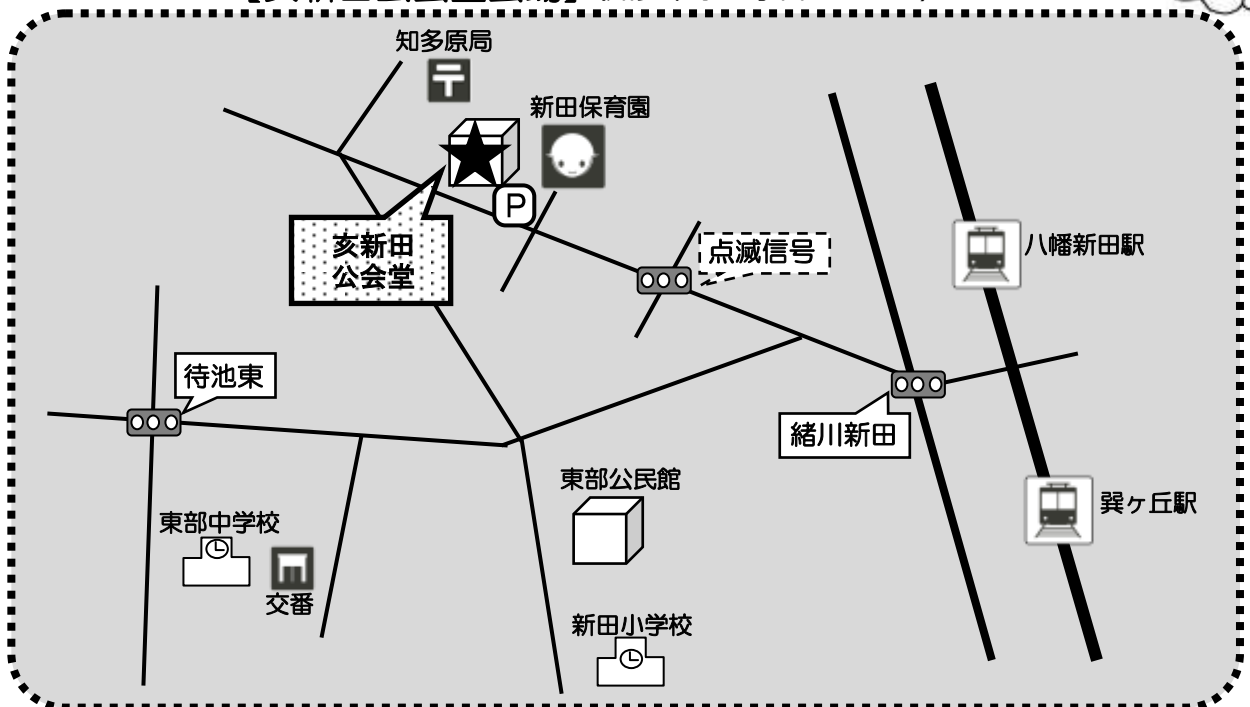 知多原局
新田保育園
P
亥新田
公会堂
点滅信号
八幡新田駅
待池東
緒川新田
東部公民館
巽ヶ丘駅
東部中学校
交番
新田小学校